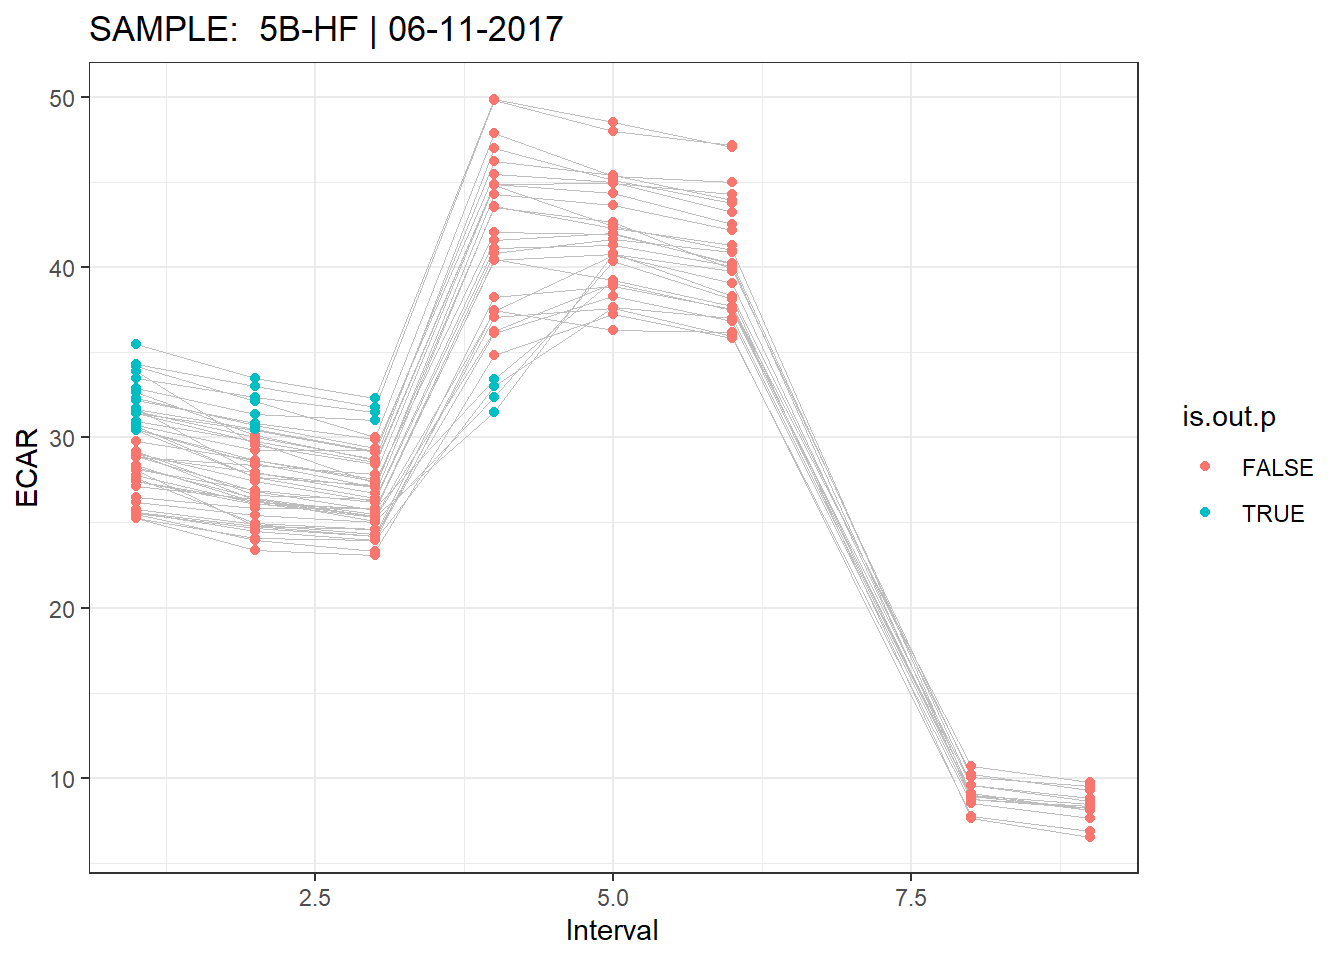 SAMPLE:  5B-HF | 06-11-2017
50
40
30
20
10
ECAR
2.5
5.0
7.5
Interval
is.out.p
FALSE
TRUE